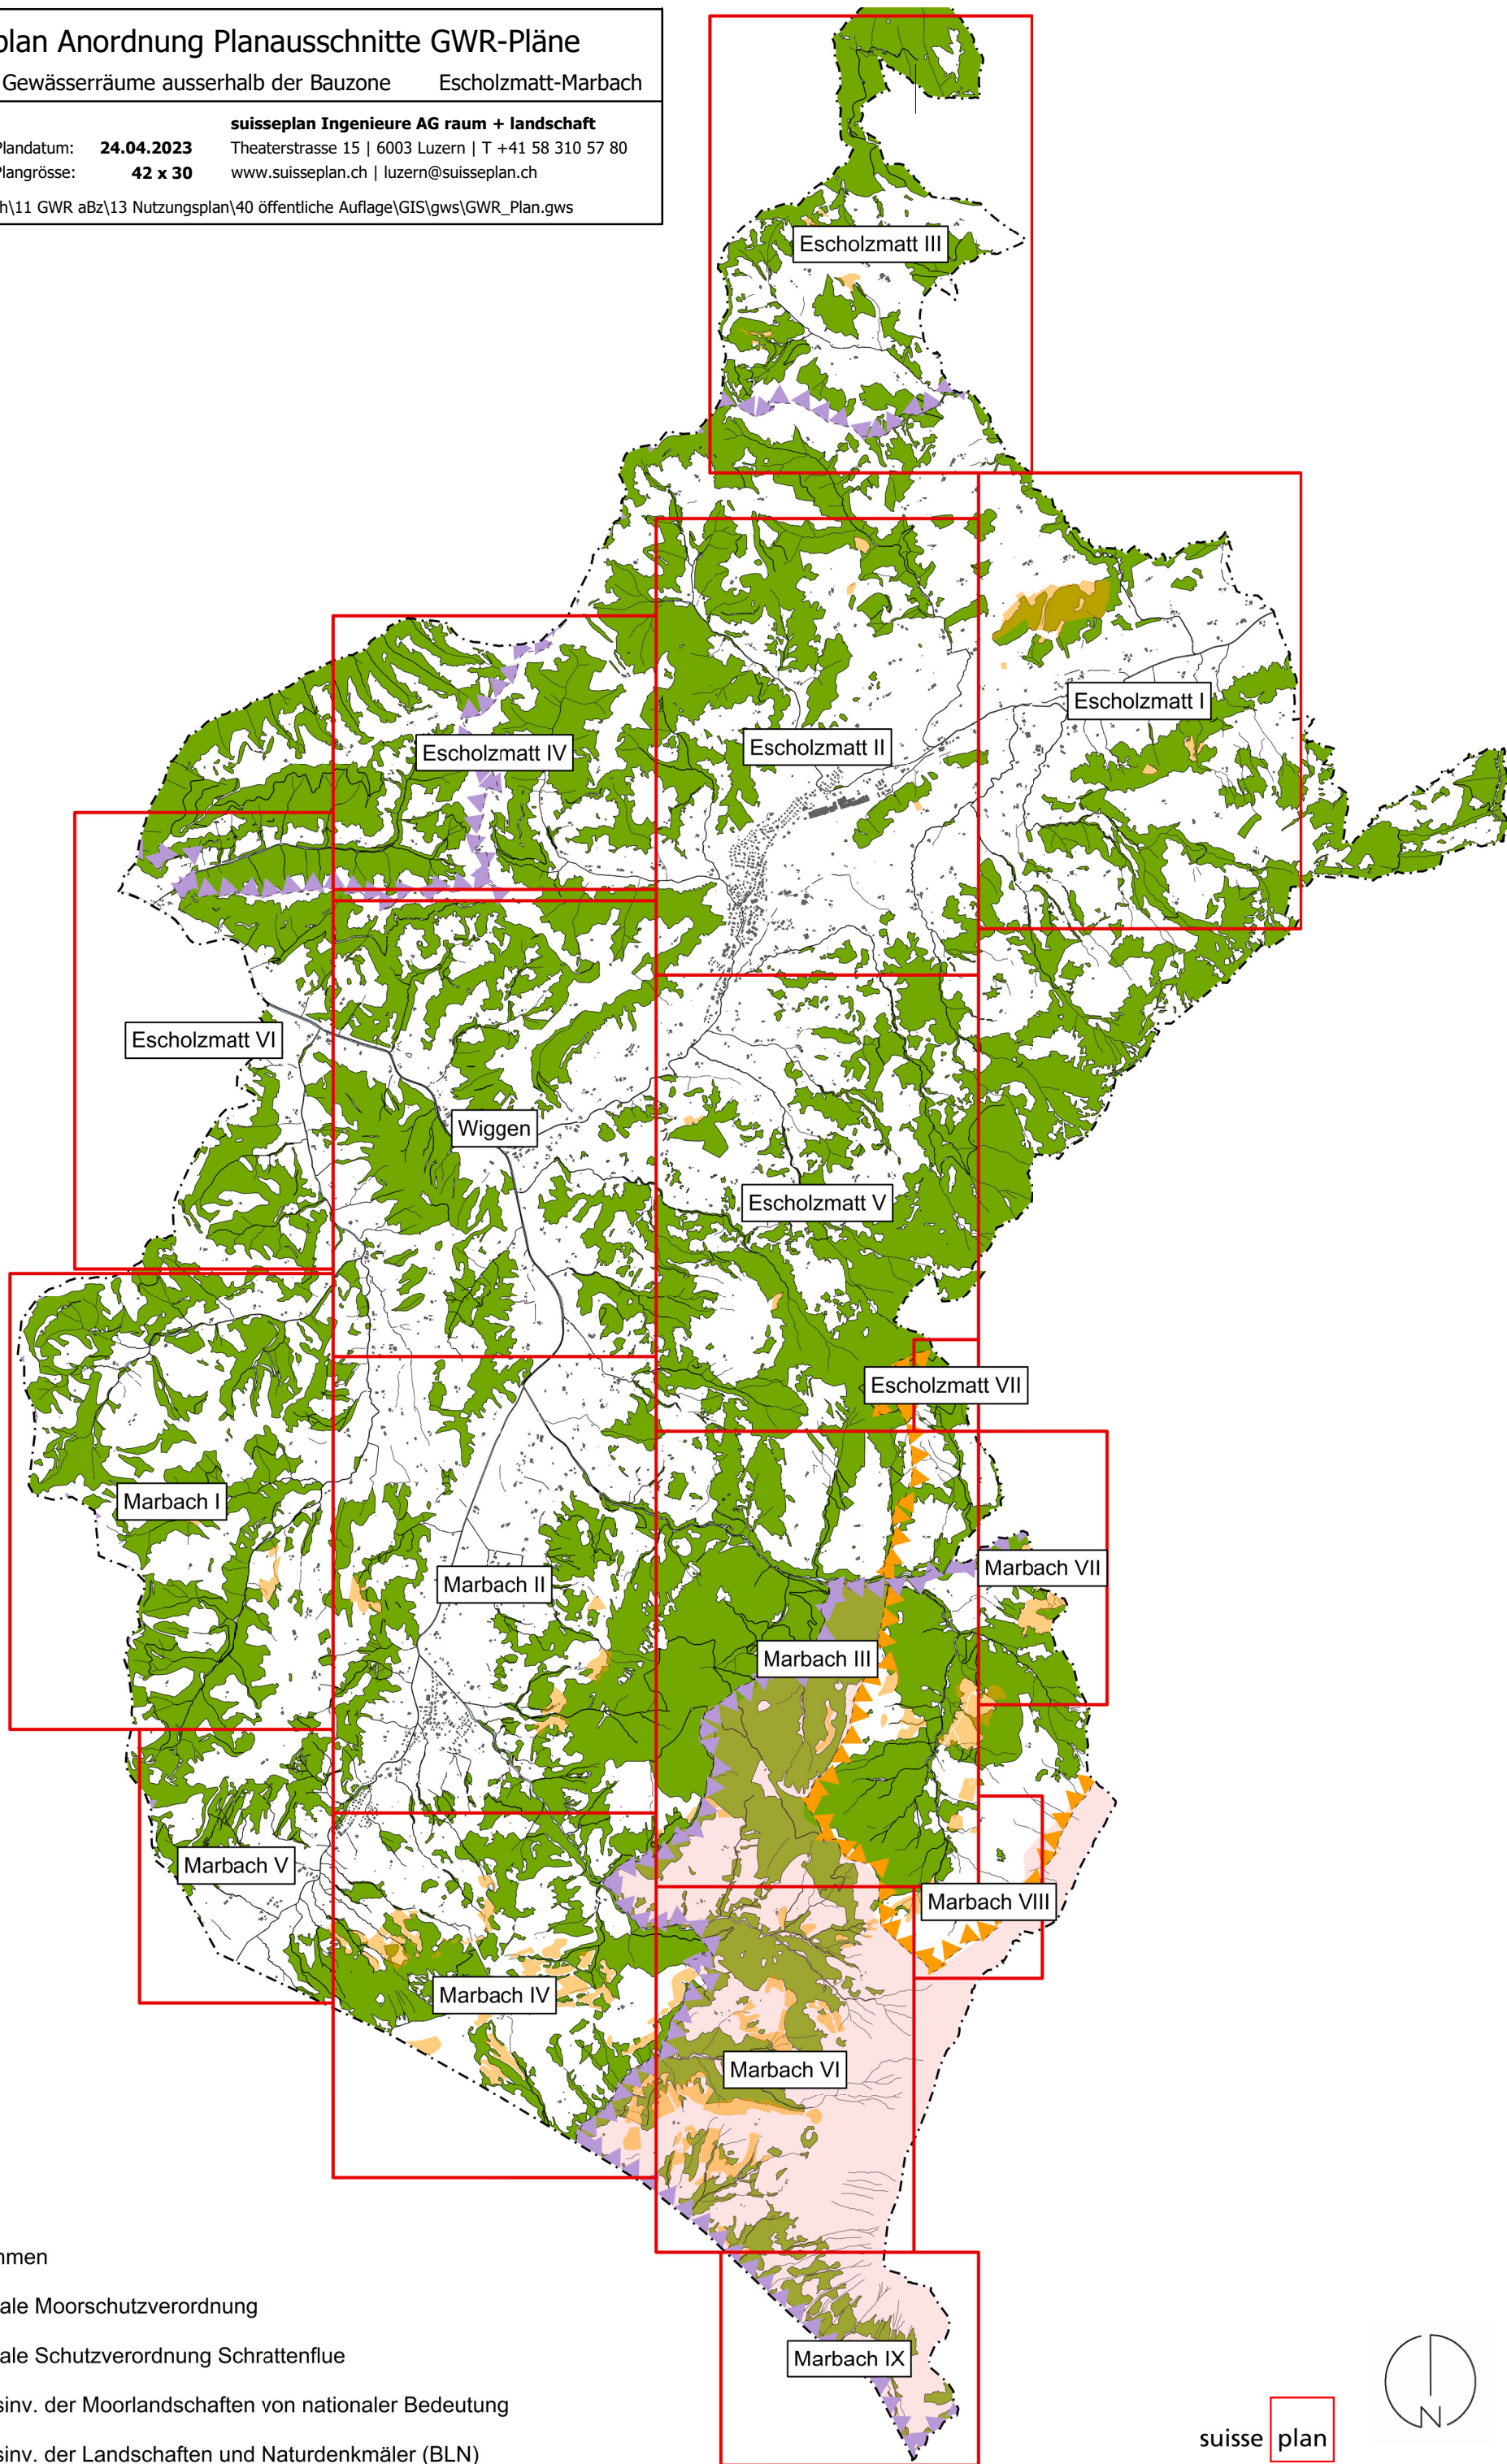 plan Anordnung Planausschnitte GWR-Pläne
Gewässerräume ausserhalb der Bauzone Escholzmatt-Marbach
suisseplan Ingenieure AG raum + landschaft
Plandatum: 24.04.2023 Theaterstrasse 15 | 6003 Luzern | T +41 58 310 57 80
Plangrösse: 42 x 30 www.suisseplan.ch | luzern@suisseplan.ch
h\11 GWR aBz\13 Nutzungsplan\40 öffentliche Auflage\GIS\gws\GWR_Plan.gws
Escholzmatt III
Escholzmatt I
Escholzmatt II
Escholzmatt IV
Escholzmatt VI
Wiggen
Escholzmatt V
Escholzmatt VII
Marbach I
Marbach VII
Marbach II
Marbach III
Marbach V
Marbach VIII
Marbach IV
Marbach VI
Marbach IX
hmen
ale Moorschutzverordnung
ale Schutzverordnung Schrattenflue
sinv. der Moorlandschaften von nationaler Bedeutung
sinv. der Landschaften und Naturdenkmäler (BLN)
N
suisse plan